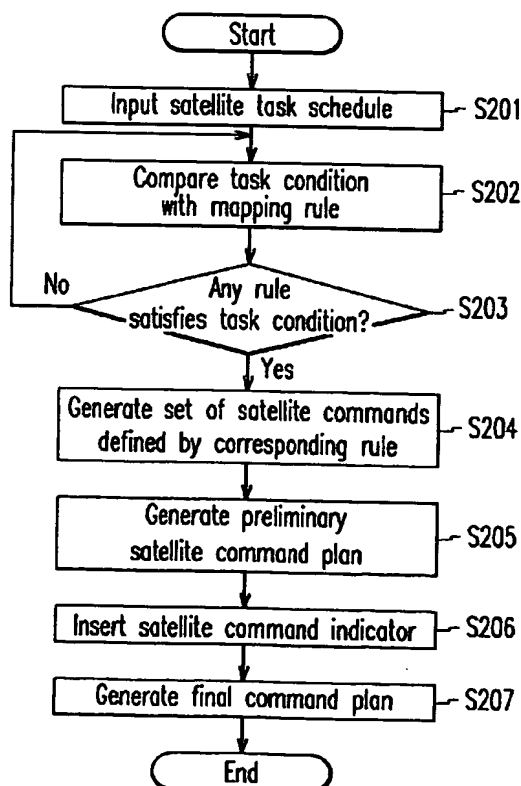 Start
Input satellite task schedule
S201
Compare task condition
with mapping rule
S202
No
Any rule
satisfies task condition?
S203
Yes
Generate set of satellite commands
defined by corresponding rule
S204
Generate preliminary
satellite command plan
S205
Insert satellite command indicator
S206
Generate final command plan
S207
End